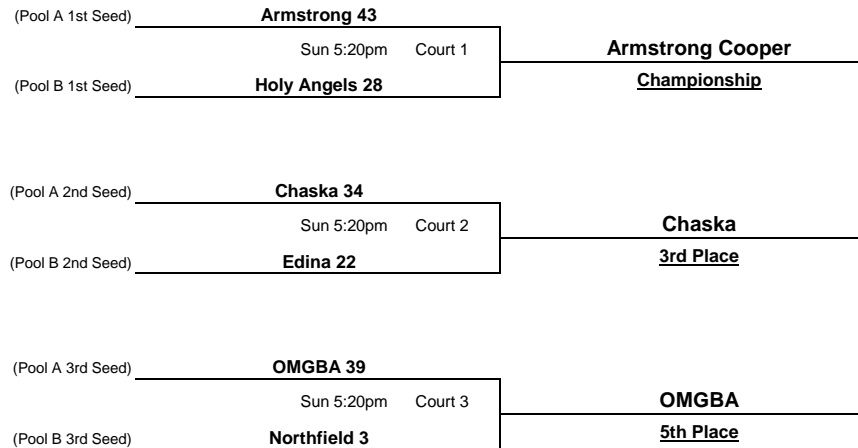 (Pool A 1st Seed) Armstrong 43
Sun 5:20pm Court 1 Armstrong Cooper
(Pool B 1st Seed) Holy Angels 28 Championship
(Pool A 2nd Seed) Chaska 34
Sun 5:20pm Court 2 Chaska
(Pool B 2nd Seed) Edina 22 3rd Place
(Pool A 3rd Seed) OMGBA 39
Sun 5:20pm Court 3 OMGBA
(Pool B 3rd Seed) Northfield 3 5th Place